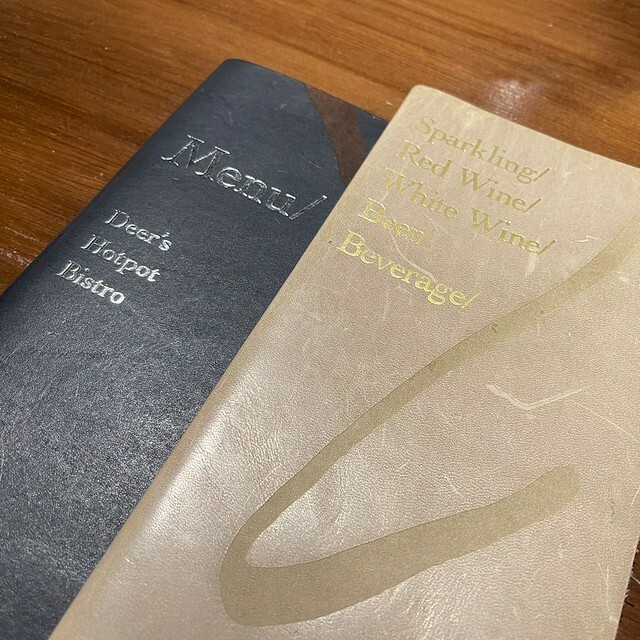 Menu/
Deer's
Hotpot
Bistro
Sparkling/
Red Wine/
White Wine/
Beer/
Beverage/